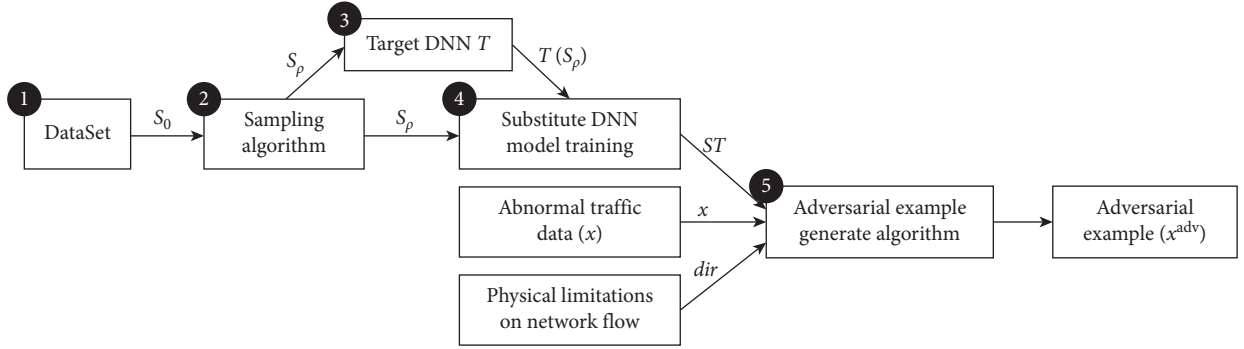 3
Target DNN T
Sρ
T (Sρ)
1
DataSet
S0
2
Sampling
algorithm
Sρ
4
Substitute DNN
model training
ST
Abnormal traffic
data (x)
x
Physical limitations
on network flow
dir
5
Adversarial example
generate algorithm
Adversarial
example (x^adv)